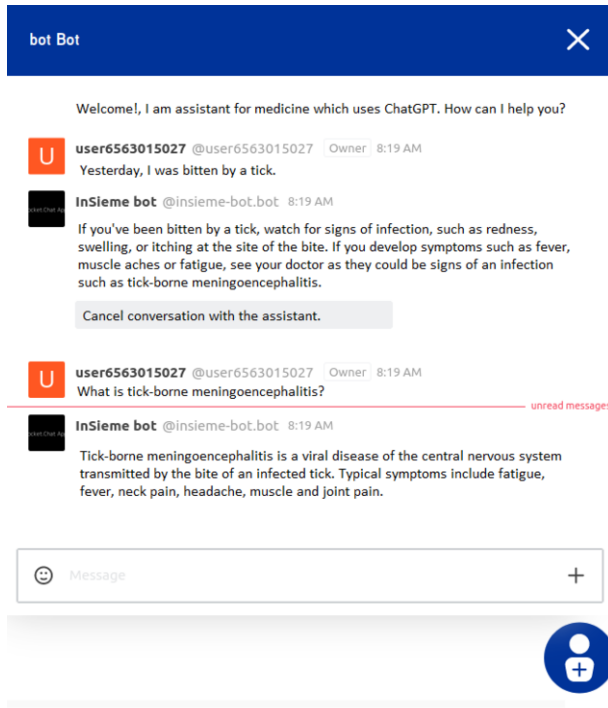 bot Bot
Welcome!, I am assistant for medicine which uses ChatGPT. How can I help you?
U
user6563015027 @user6563015027 Owner 8:19 AM
Yesterday, I was bitten by a tick.
InSieme bot @insieme-bot.bot 8:19 AM
If you've been bitten by a tick, watch for signs of infection, such as redness,
swelling, or itching at the site of the bite. If you develop symptoms such as fever,
muscle aches or fatigue, see your doctor as they could be signs of an infection
such as tick-borne meningoencephalitis.
Cancel conversation with the assistant.
U
user6563015027 @user6563015027 Owner 8:19 AM
What is tick-borne meningoencephalitis?
unread messages
InSieme bot @insieme-bot.bot 8:19 AM
Tick-borne meningoencephalitis is a viral disease of the central nervous system
transmitted by the bite of an infected tick. Typical symptoms include fatigue,
fever, neck pain, headache, muscle and joint pain.
Message